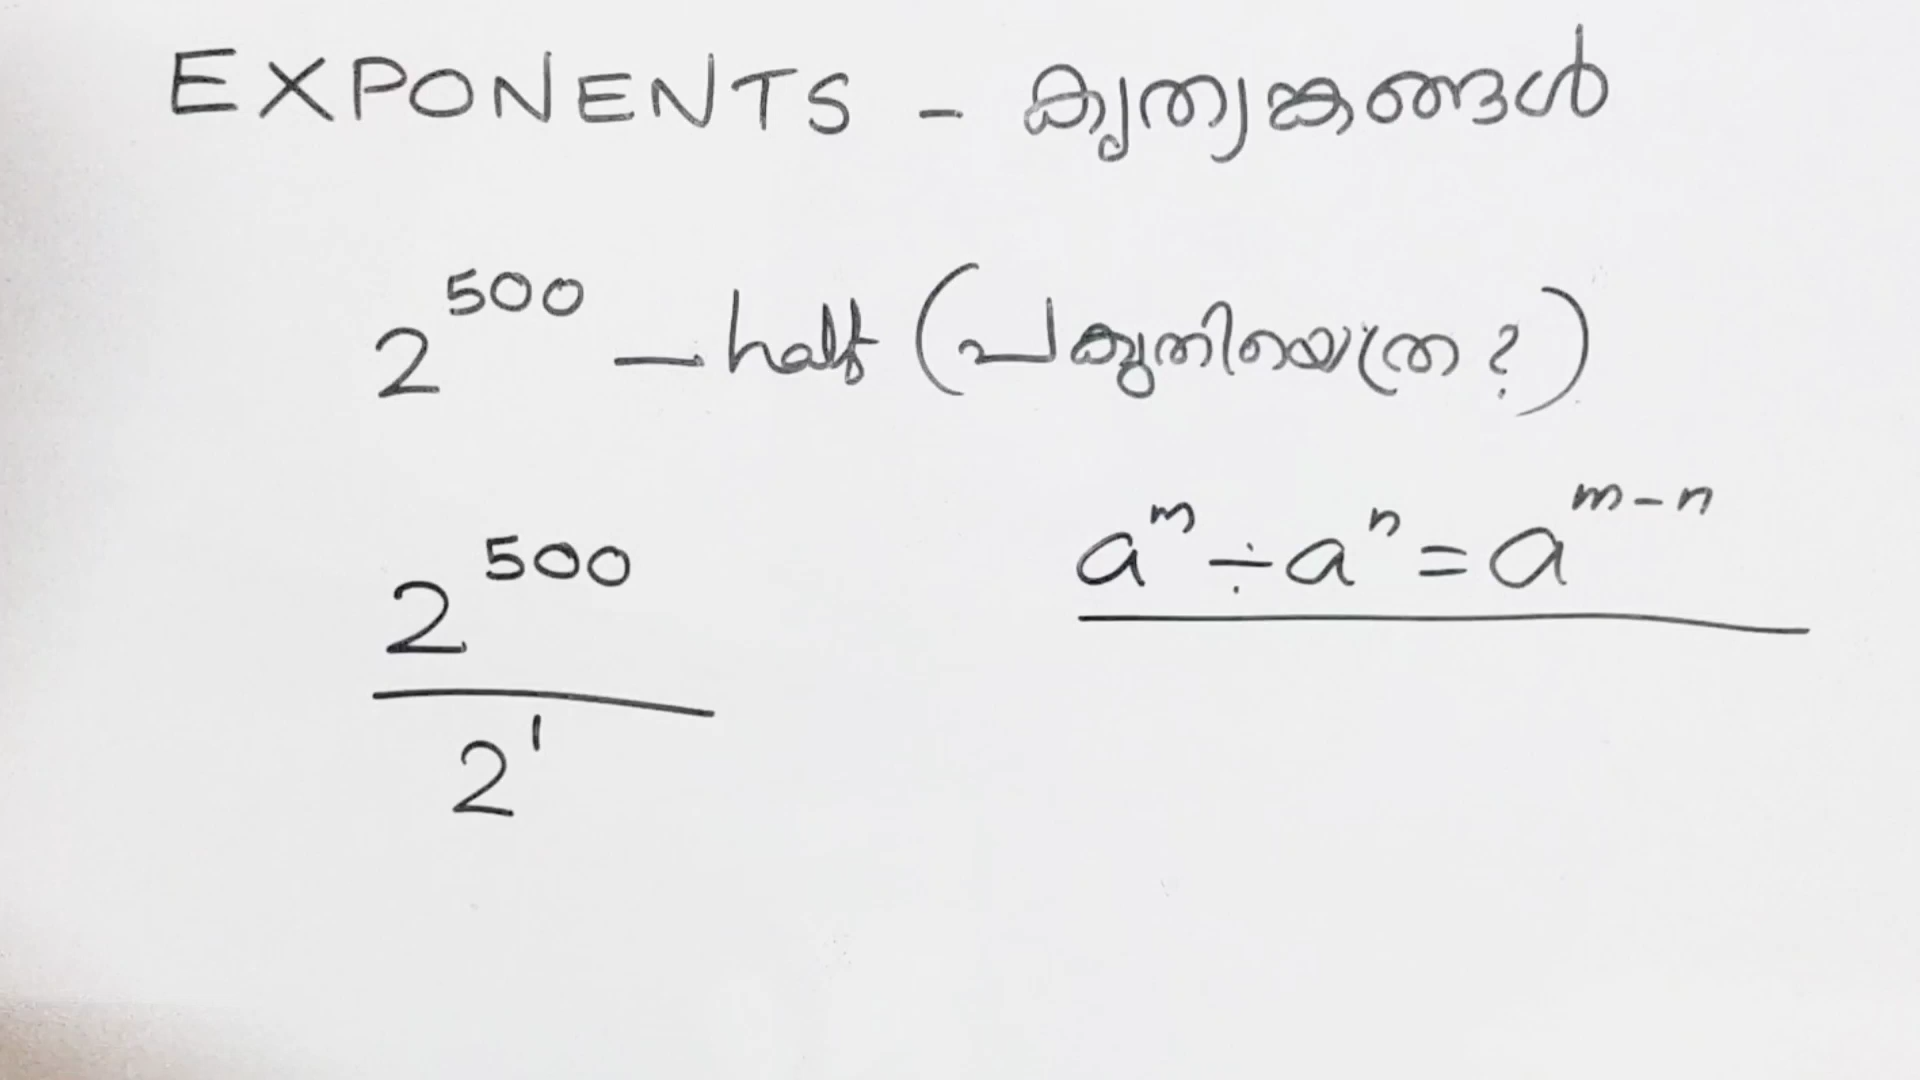 EXPONENTS - കൃത്യങ്കങ്ങൾ
2^500 — half (പകുതിയെത്ര ?)
2^500 / 2^1
a^m ÷ a^n = a^(m-n)